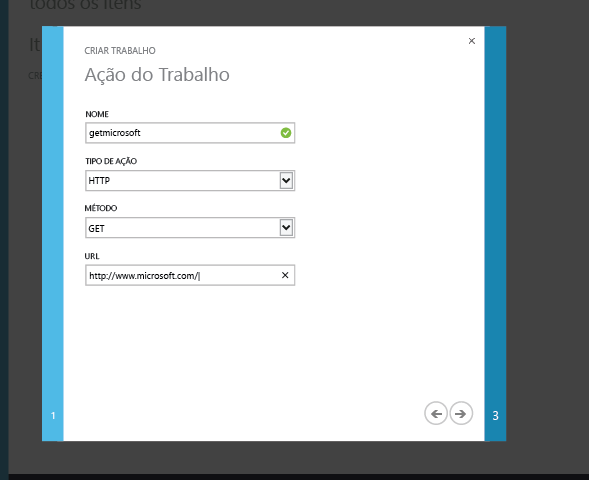 todos os itens
It
CRE
CRIAR TRABALHO
Ação do Trabalho
NOME
getmicrosoft
TIPO DE AÇÃO
HTTP
MÉTODO
GET
URL
http://www.microsoft.com/
1
3